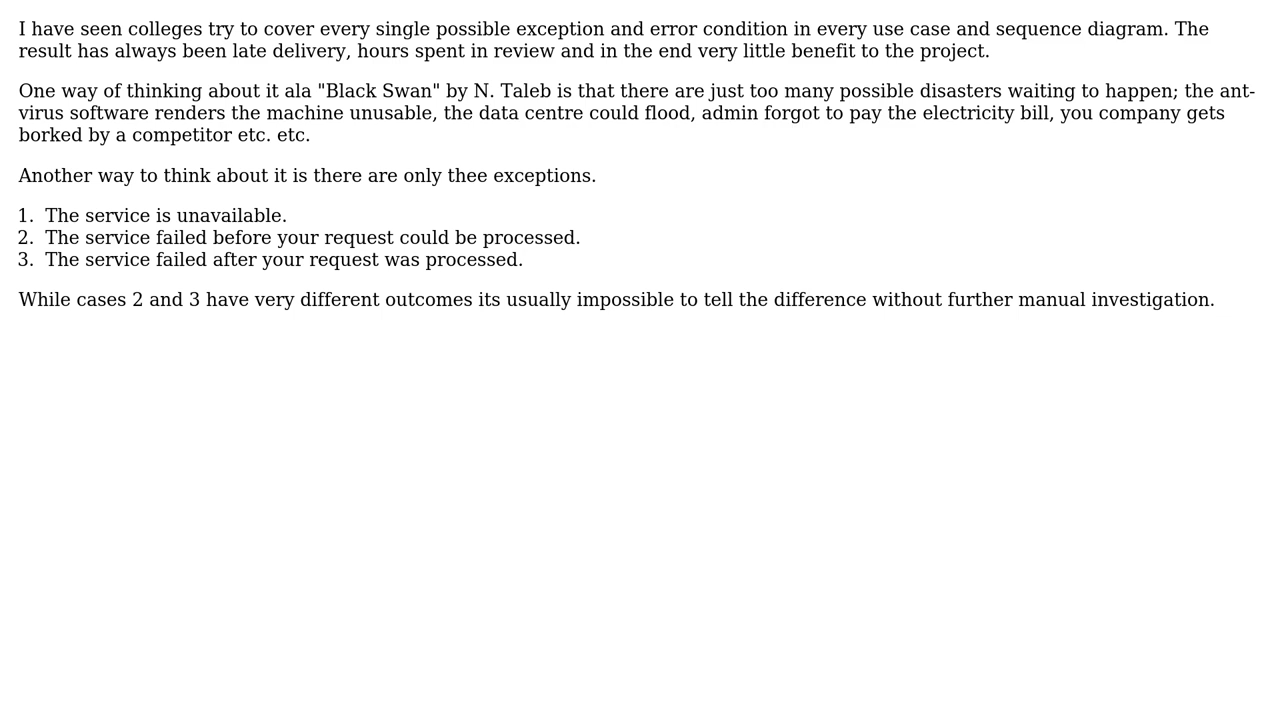 I have seen colleges try to cover every single possible exception and error condition in every use case and sequence diagram. The
result has always been late delivery, hours spent in review and in the end very little benefit to the project.
One way of thinking about it ala "Black Swan" by N. Taleb is that there are just too many possible disasters waiting to happen; the ant-
virus software renders the machine unusable, the data centre could flood, admin forgot to pay the electricity bill, you company gets
borked by a competitor etc. etc.
Another way to think about it is there are only thee exceptions.
1. The service is unavailable.
2. The service failed before your request could be processed.
3. The service failed after your request was processed.
While cases 2 and 3 have very different outcomes its usually impossible to tell the difference without further manual investigation.